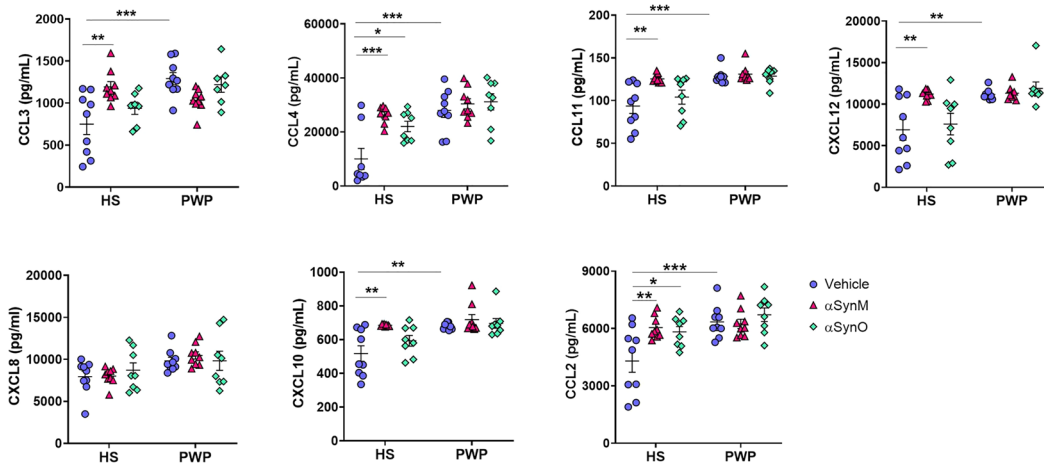 2000
1500
1000
500
0
CCL3 (pg/mL)
***
**
HS
PWP
60000
40000
20000
0
CCL4 (pg/mL)
***
*
***
HS
PWP
200
150
100
50
0
CCL11 (pg/mL)
***
**
HS
PWP
20000
15000
10000
5000
0
CXCL12 (pg/mL)
**
**
HS
PWP
20000
15000
10000
5000
0
CXCL8 (pg/ml)
HS
PWP
1000
800
600
400
200
0
CXCL10 (pg/mL)
**
**
HS
PWP
9000
6000
3000
0
CCL2 (pg/mL)
***
*
**
HS
PWP
Vehicle
αSynM
αSynO